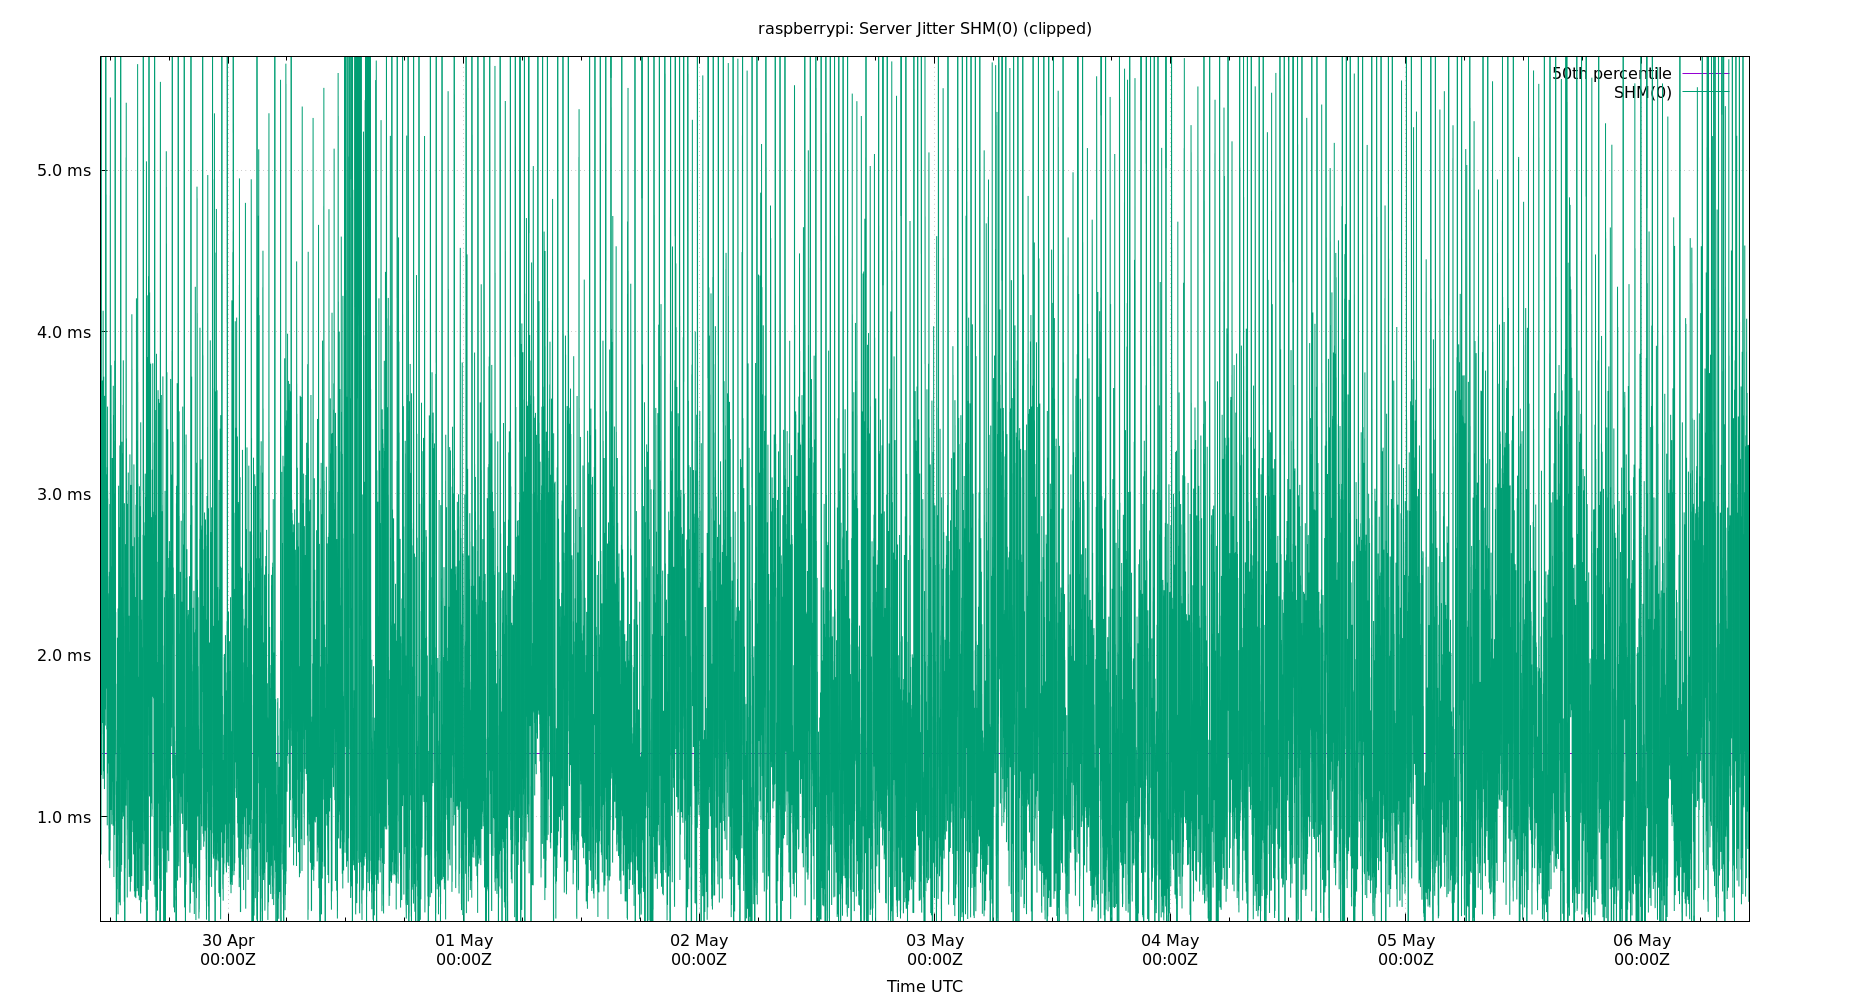 raspberrypi: Server Jitter SHM(0) (clipped)
50th percentile
SHM(0)
5.0 ms
4.0 ms
3.0 ms
2.0 ms
1.0 ms
30 Apr 01 May 02 May 03 May 04 May 05 May 06 May
00:00Z 00:00Z 00:00Z 00:00Z 00:00Z 00:00Z 00:00Z
Time UTC